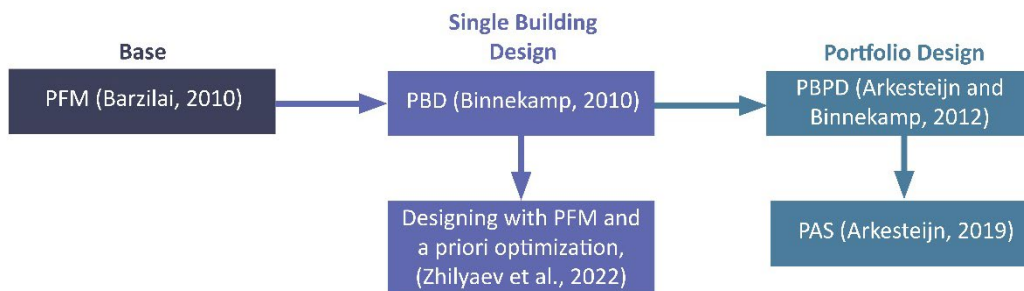 Base
PFM (Barzilai, 2010)
Single Building
Design
PBD (Binnekamp, 2010)
Designing with PFM and
a priori optimization,
(Zhilyaev et al., 2022)
Portfolio Design
PBPD (Arkesteijn and
Binnekamp, 2012)
PAS (Arkesteijn, 2019)